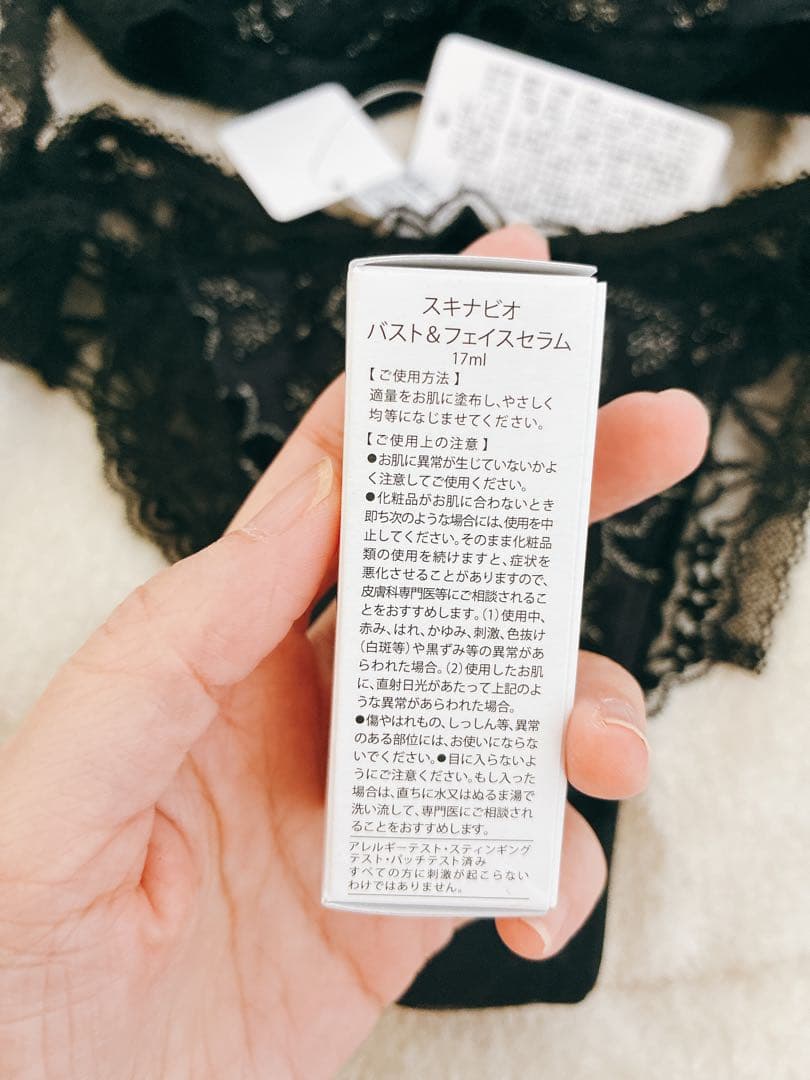 スキナビオ
バスト&フェイスセラム
17ml
【ご使用方法】
適量をお肌に塗布し、やさしく
均等になじませてください。
【ご使用上の注意】
●お肌に異常が生じていないかよ
く注意してご使用ください。
●化粧品がお肌に合わないとき
即ち次のような場合には、使用を中
止してください。そのまま化粧品
類の使用を続けますと、症状を
悪化させることがありますので、
皮膚科専門医等にご相談されるこ
とをおすすめします。(1)使用中、
赤み、はれ、かゆみ、刺激、色抜け
(白斑等)や黒ずみ等の異常があ
らわれた場合。(2)使用したお肌
に、直射日光があたって上記のよ
うな異常があらわれた場合。
●傷やはれもの、しっしん等、異常
のある部位には、お使いにならな
いでください。●目に入らないよ
うにご注意ください。もし入った
場合は、直ちに水又はぬるま湯で
洗い流して、専門医にご相談され
ることをおすすめします。
アレルギーテスト・スティンギング
テスト・パッチテスト済み
すべての方に刺激が起こらない
わけではありません。